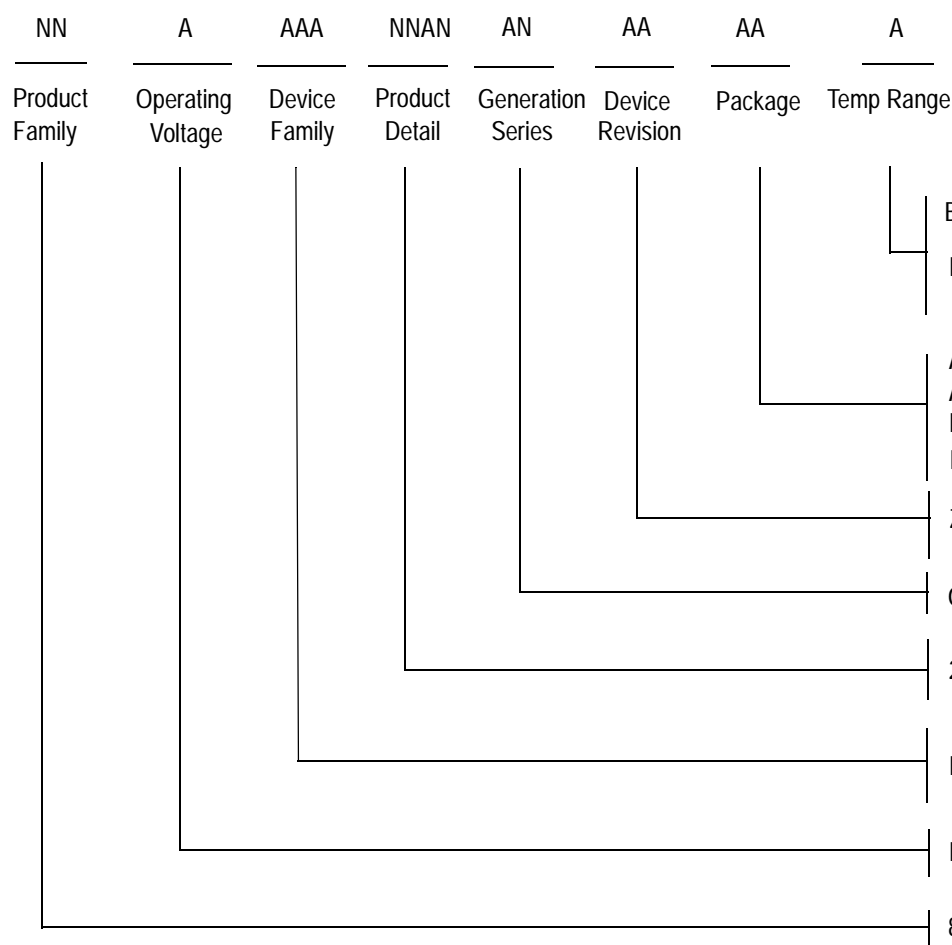 NN A AAA NNAN AN AA AA A
Product Family
Operating Voltage
Device Family
Product Detail
Generation Series
Device Revision
Package
Temp Range